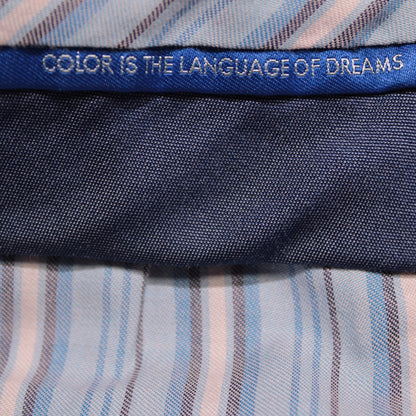 COLOR IS THE LANGUAGE OF DREAMS